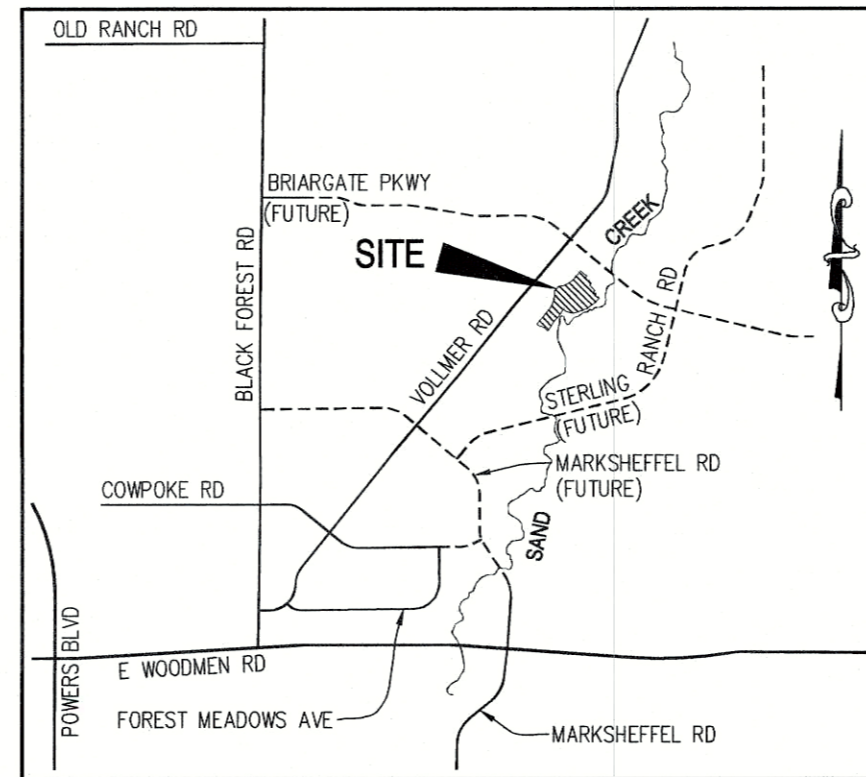 OLD RANCH RD
BRIARGATE PKWY
(FUTURE)
CREEK
SITE
BLACK FOREST RD
VOLLMER RD
RANCH RD
STERLING
(FUTURE)
MARKSHEFFEL RD
(FUTURE)
COWPOKE RD
SAND
POWERS BLVD
E WOODMEN RD
FOREST MEADOWS AVE
MARKSHEFFEL RD